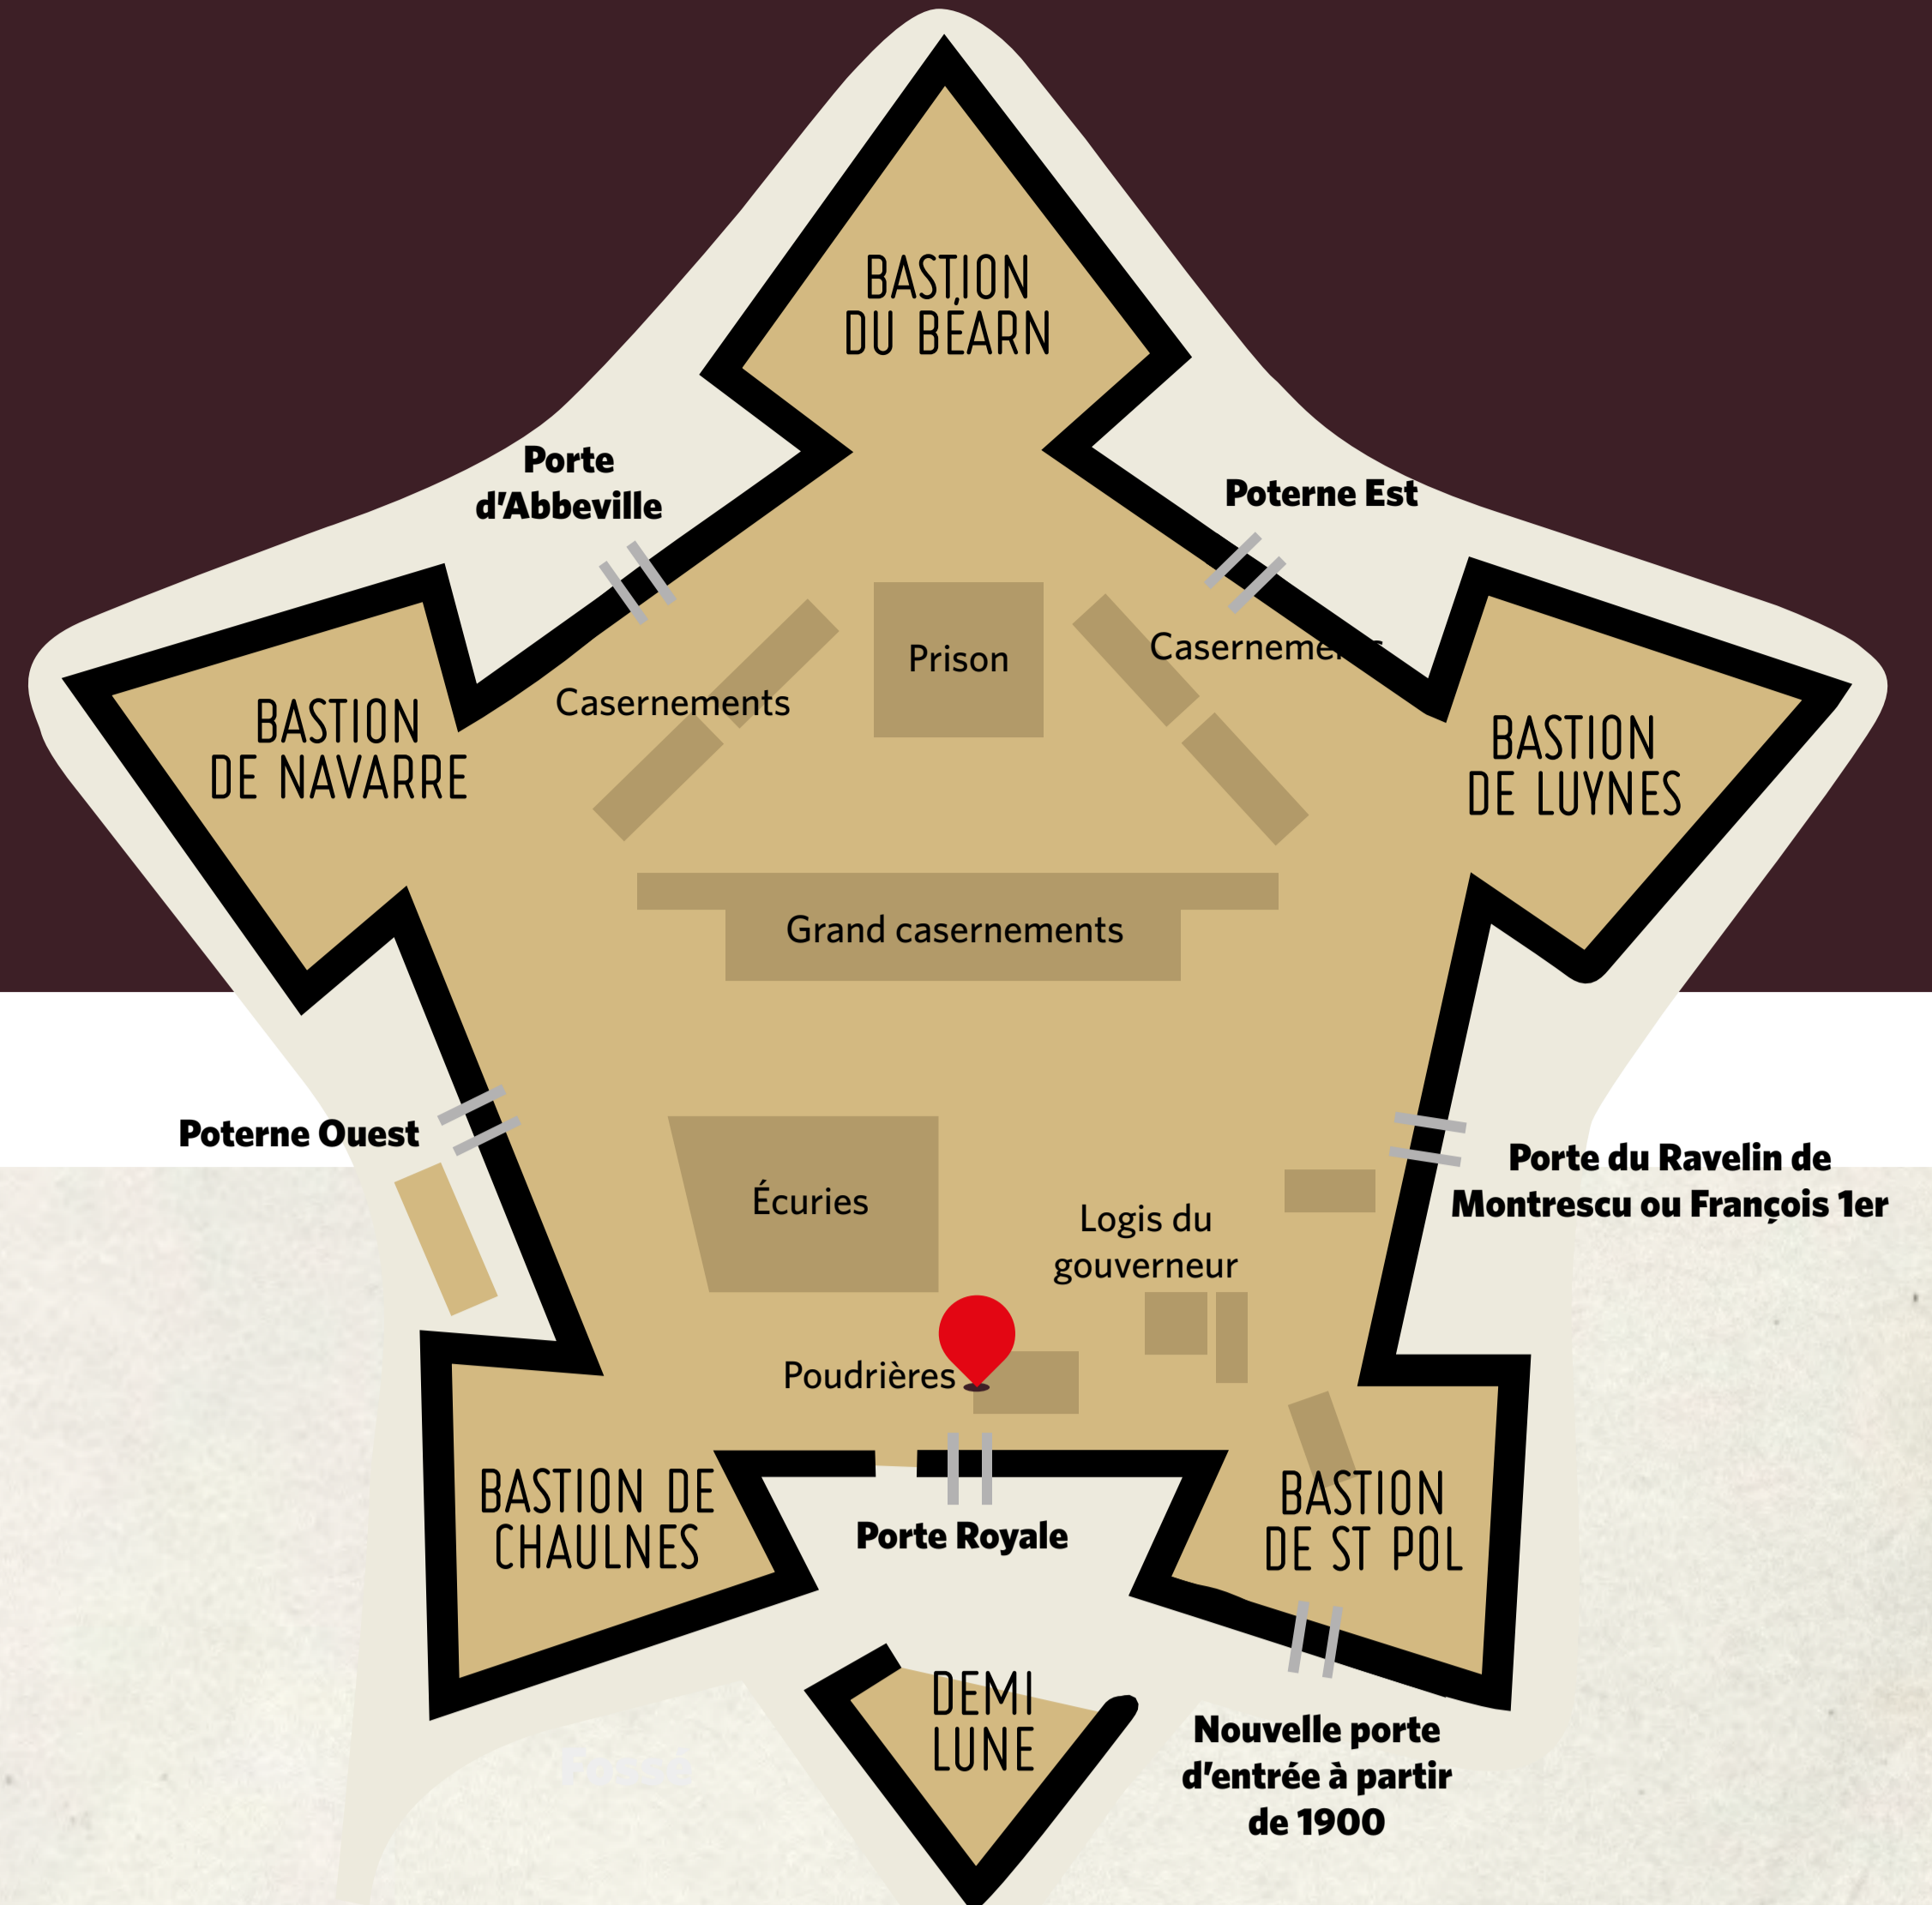 BASTION
DU BÉARN
Porte
d'Abbeville
Poterne Est
Prison
Casernements
Casernements
BASTION
DE NAVARRE
BASTION
DE LUYNES
Grand casernements
Poterne Ouest
Porte du Ravelin de
Montrescu ou François 1er
Écuries
Logis du
gouverneur
Poudrières
BASTION DE
CHAULNES
Porte Royale
BASTION
DE ST POL
DEMI
LUNE
Nouvelle porte
d'entrée à partir
de 1900
Fossé